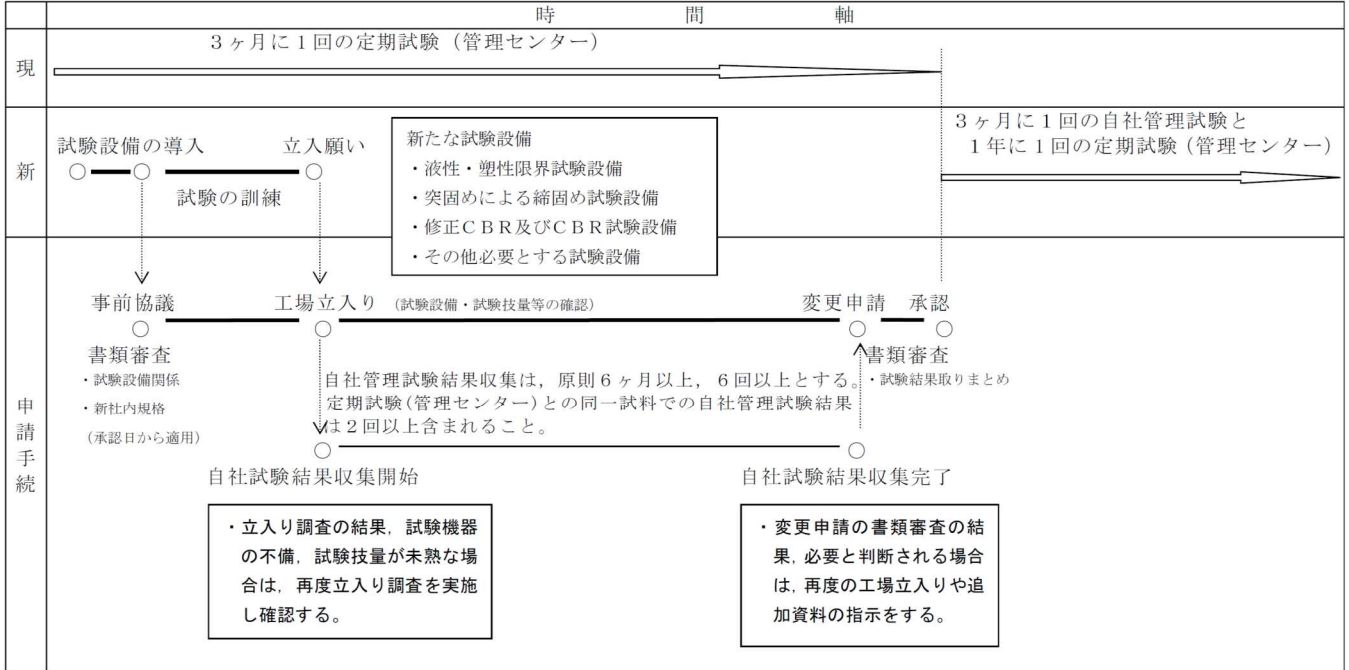 時間軸
現
3ヶ月に1回の定期試験(管理センター)
新
試験設備の導入
立入願い
試験の訓練
新たな試験設備
・液性・塑性限界試験設備
・突固めによる締固め試験設備
・修正CBR及びCBR試験設備
・その他必要とする試験設備
3ヶ月に1回の自社管理試験と
1年に1回の定期試験(管理センター)
申請手続
事前協議
工場立入り (試験設備・試験技量等の確認)
変更申請
承認
書類審査
・試験設備関係
・新社内規格
(承認日から適用)
自社管理試験結果収集は,原則6ヶ月以上,6回以上とする。
定期試験(管理センター)との同一試料での自社管理試験結果
は2回以上含まれること。
書類審査
・試験結果取りまとめ
自社試験結果収集開始
自社試験結果収集完了
・立入り調査の結果,試験機器
の不備,試験技量が未熟な場
合は,再度立入り調査を実施
し確認する。
・変更申請の書類審査の結
果,必要と判断される場合
は,再度の工場立入りや追
加資料の指示をする。